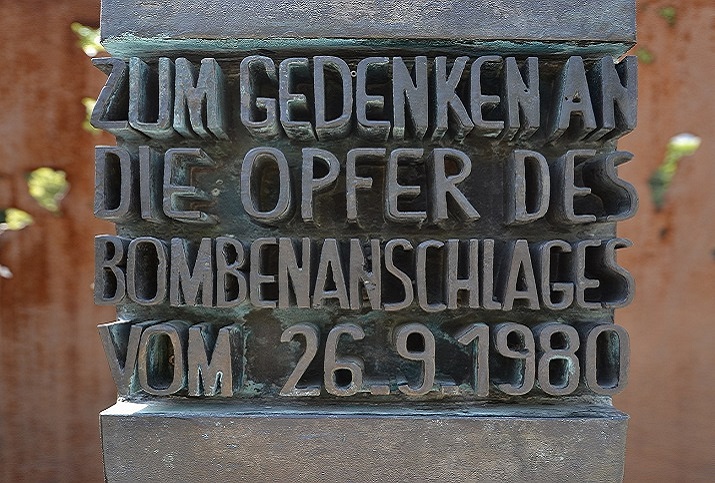 ZUM GEDENKEN AN
DIE OPFER DES
BOMBENANSCHLAGES
VOM 26.9.1980